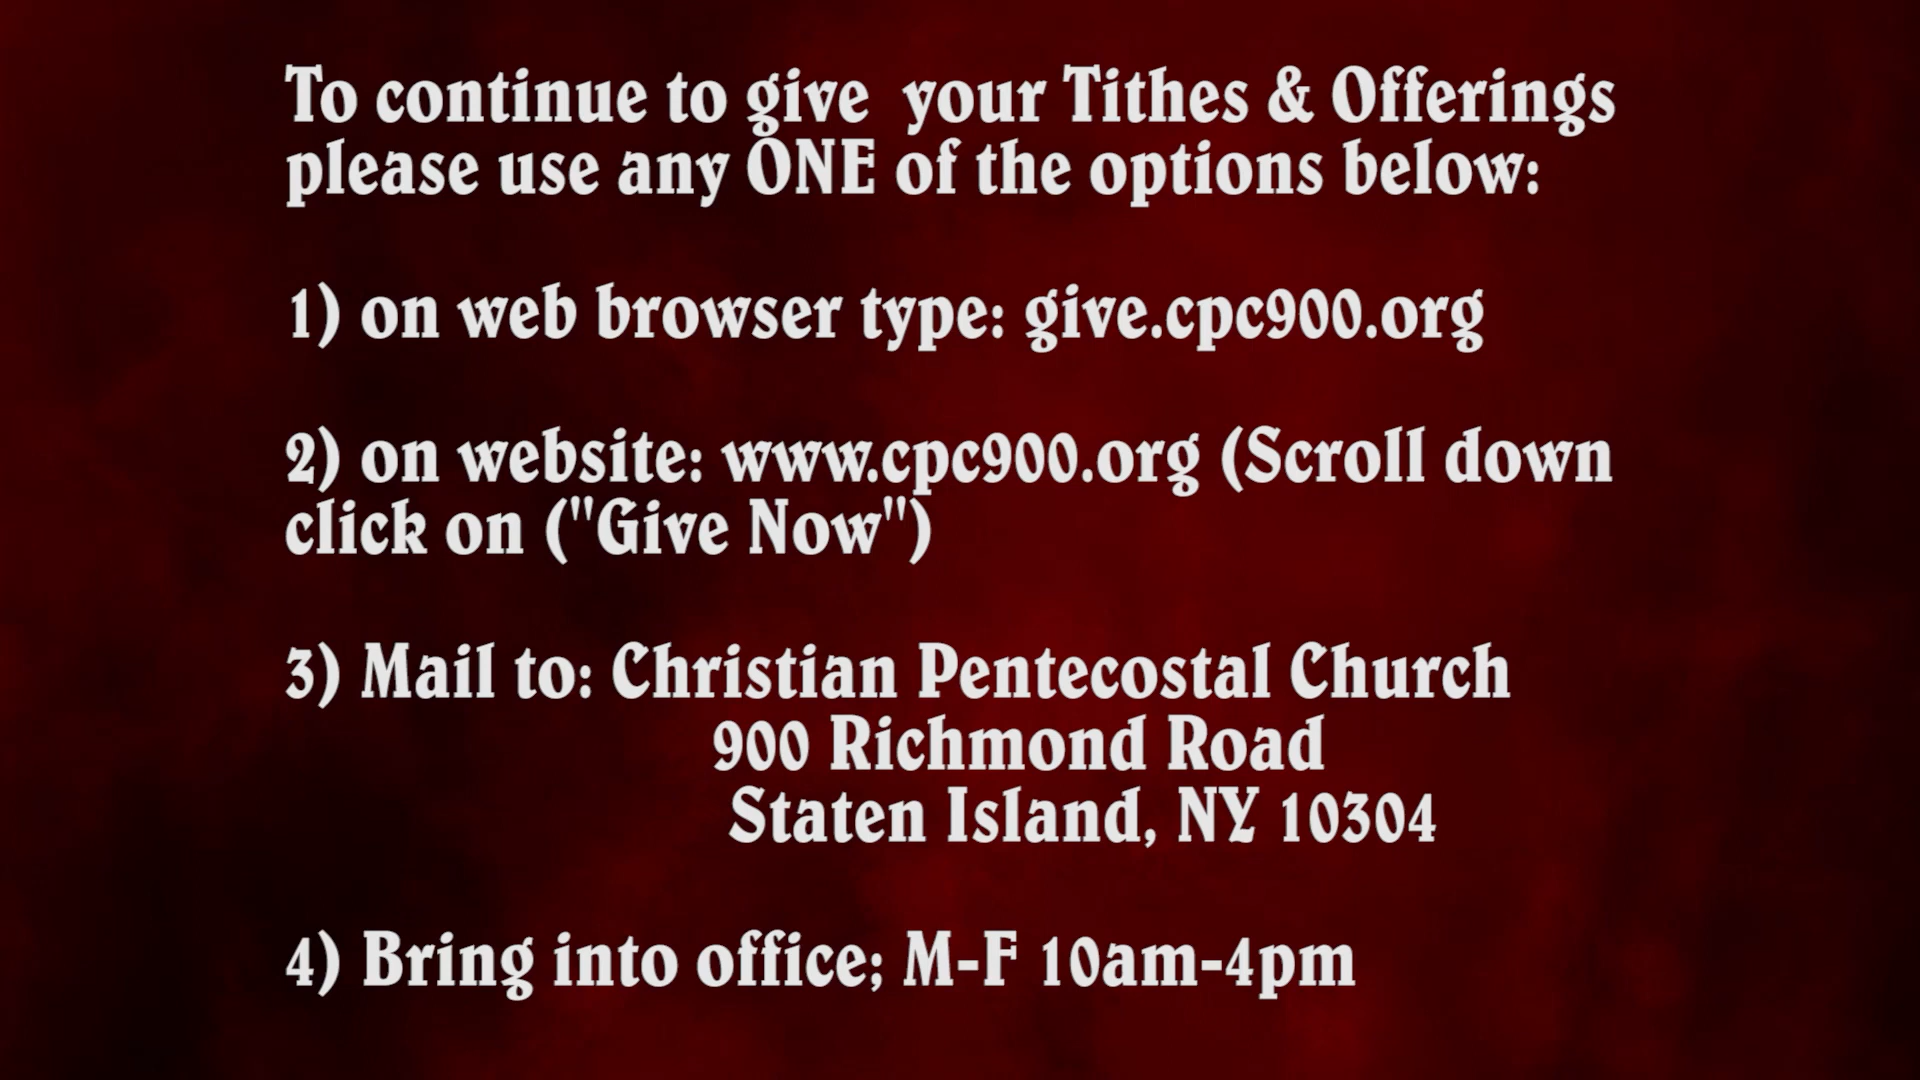 To continue to give  your Tithes & Offerings
please use any ONE of the options below:
1) on web browser type: give.cpc900.org
2) on website: www.cpc900.org (Scroll down
click on ("Give Now")
3) Mail to: Christian Pentecostal Church
900 Richmond Road
Staten Island, NY 10304
4) Bring into office; M-F 10am-4pm